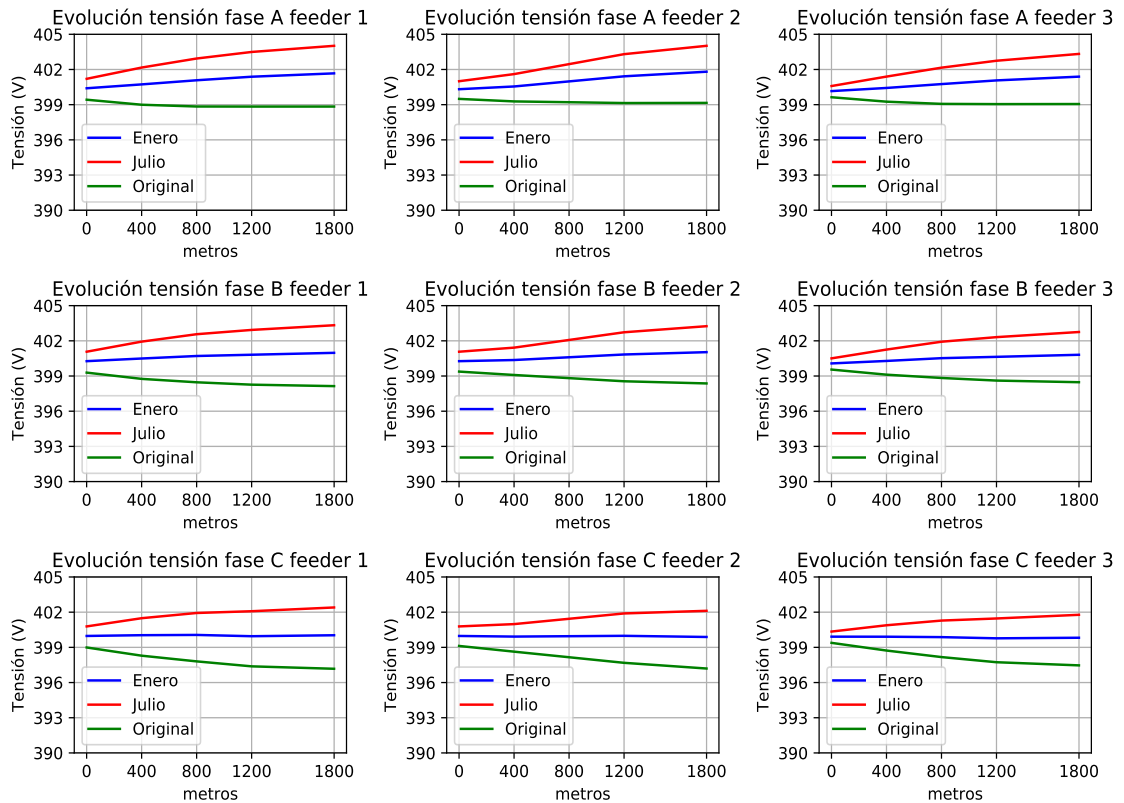 Evolución tensión fase A feeder 1
Tensión (V)
405
402
399
396
393
390
Enero
Julio
Original
0 400 800 1200 1800
metros
Evolución tensión fase A feeder 2
Tensión (V)
405
402
399
396
393
390
Enero
Julio
Original
0 400 800 1200 1800
metros
Evolución tensión fase A feeder 3
Tensión (V)
405
402
399
396
393
390
Enero
Julio
Original
0 400 800 1200 1800
metros
Evolución tensión fase B feeder 1
Tensión (V)
405
402
399
396
393
390
Enero
Julio
Original
0 400 800 1200 1800
metros
Evolución tensión fase B feeder 2
Tensión (V)
405
402
399
396
393
390
Enero
Julio
Original
0 400 800 1200 1800
metros
Evolución tensión fase B feeder 3
Tensión (V)
405
402
399
396
393
390
Enero
Julio
Original
0 400 800 1200 1800
metros
Evolución tensión fase C feeder 1
Tensión (V)
405
402
399
396
393
390
Enero
Julio
Original
0 400 800 1200 1800
metros
Evolución tensión fase C feeder 2
Tensión (V)
405
402
399
396
393
390
Enero
Julio
Original
0 400 800 1200 1800
metros
Evolución tensión fase C feeder 3
Tensión (V)
405
402
399
396
393
390
Enero
Julio
Original
0 400 800 1200 1800
metros